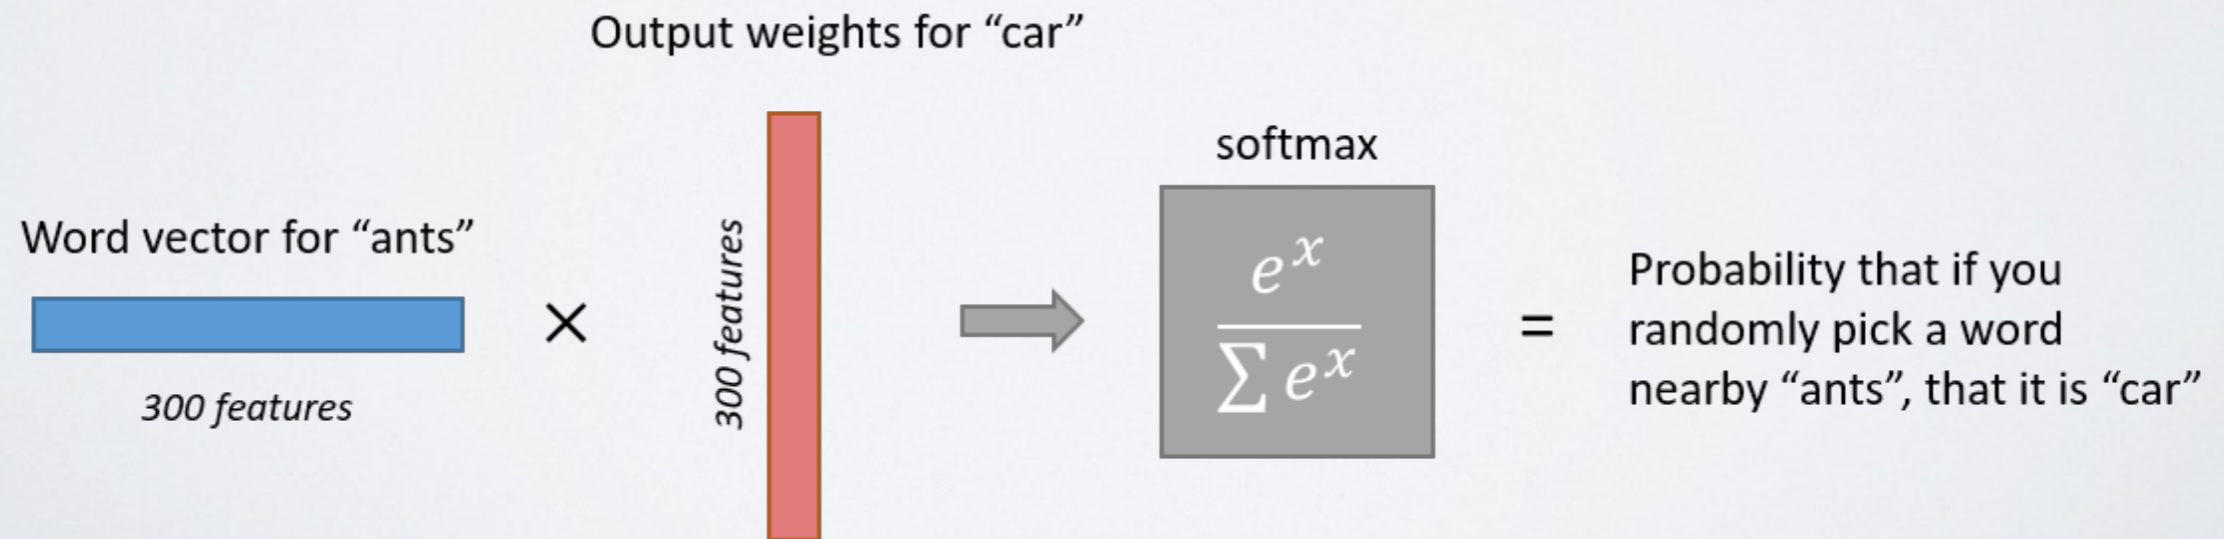 Output weights for “car”
softmax
Word vector for “ants”
300 features
×
300 features
e^x
∑ e^x
=
Probability that if you
randomly pick a word
nearby “ants”, that it is “car”